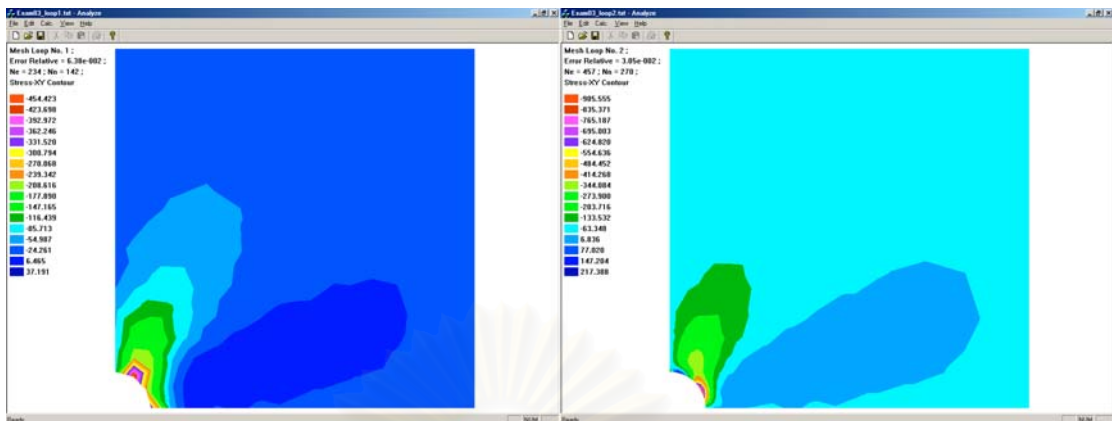 Exam03_loop1.txt - Analyze
File Edit Calc View Help
Mesh Loop No. 1 ;
Error Relative = 6.38e-002 ;
Ne = 234 ; Nn = 142 ;
Stress-XY Contour
-454.423
-423.698
-392.972
-362.246
-331.520
-300.794
-270.068
-239.342
-208.616
-177.890
-147.165
-116.439
-85.713
-54.987
-24.261
6.465
37.191
Ready
NUM
Exam03_loop2.txt - Analyze
File Edit Calc View Help
Mesh Loop No. 2 ;
Error Relative = 3.05e-002 ;
Ne = 457 ; Nn = 270 ;
Stress-XY Contour
-905.555
-835.371
-765.187
-695.003
-624.820
-554.636
-484.452
-414.268
-344.084
-273.900
-203.716
-133.532
-63.348
6.836
77.020
147.204
217.388
Ready
NUM